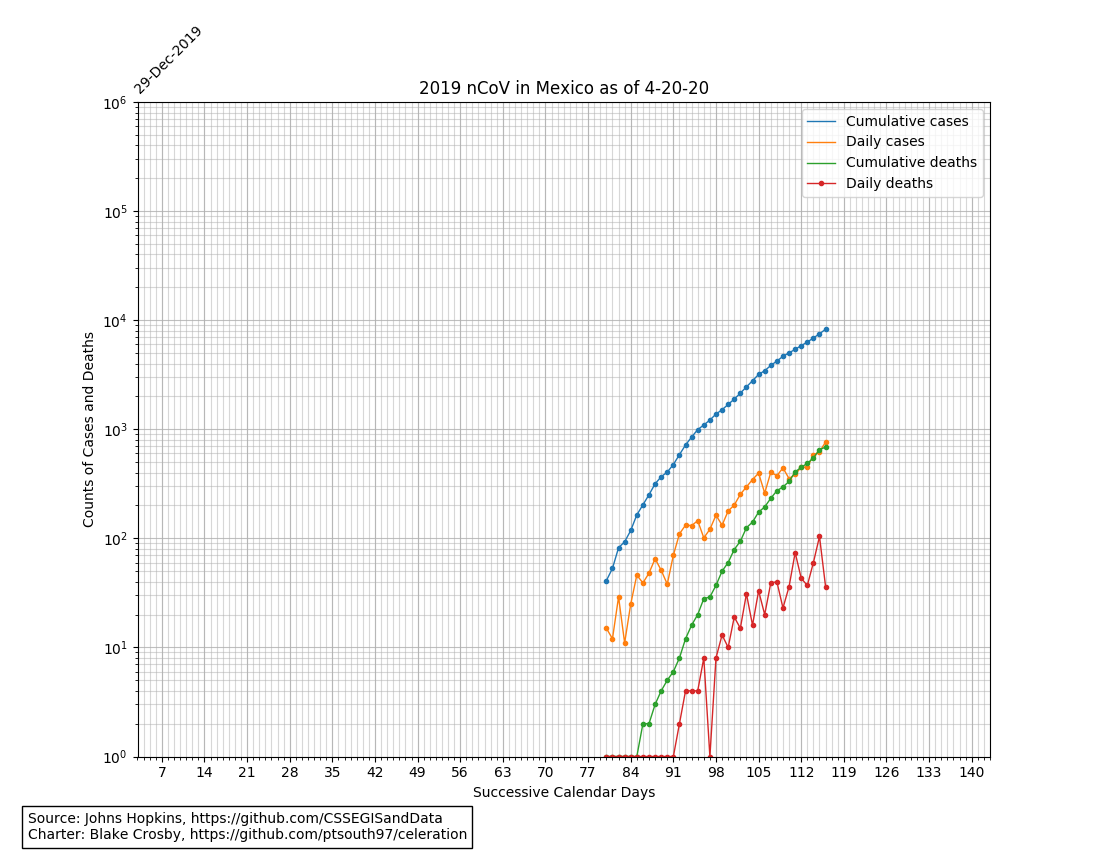 29-Dec-2019
2019 nCoV in Mexico as of 4-20-20
Cumulative cases
Daily cases
Cumulative deaths
Daily deaths
Counts of Cases and Deaths
10^6
10^5
10^4
10^3
10^2
10^1
10^0
7 14 21 28 35 42 49 56 63 70 77 84 91 98 105 112 119 126 133 140
Successive Calendar Days
Source: Johns Hopkins, https://github.com/CSSEGISandData
Charter: Blake Crosby, https://github.com/ptsouth97/celeration